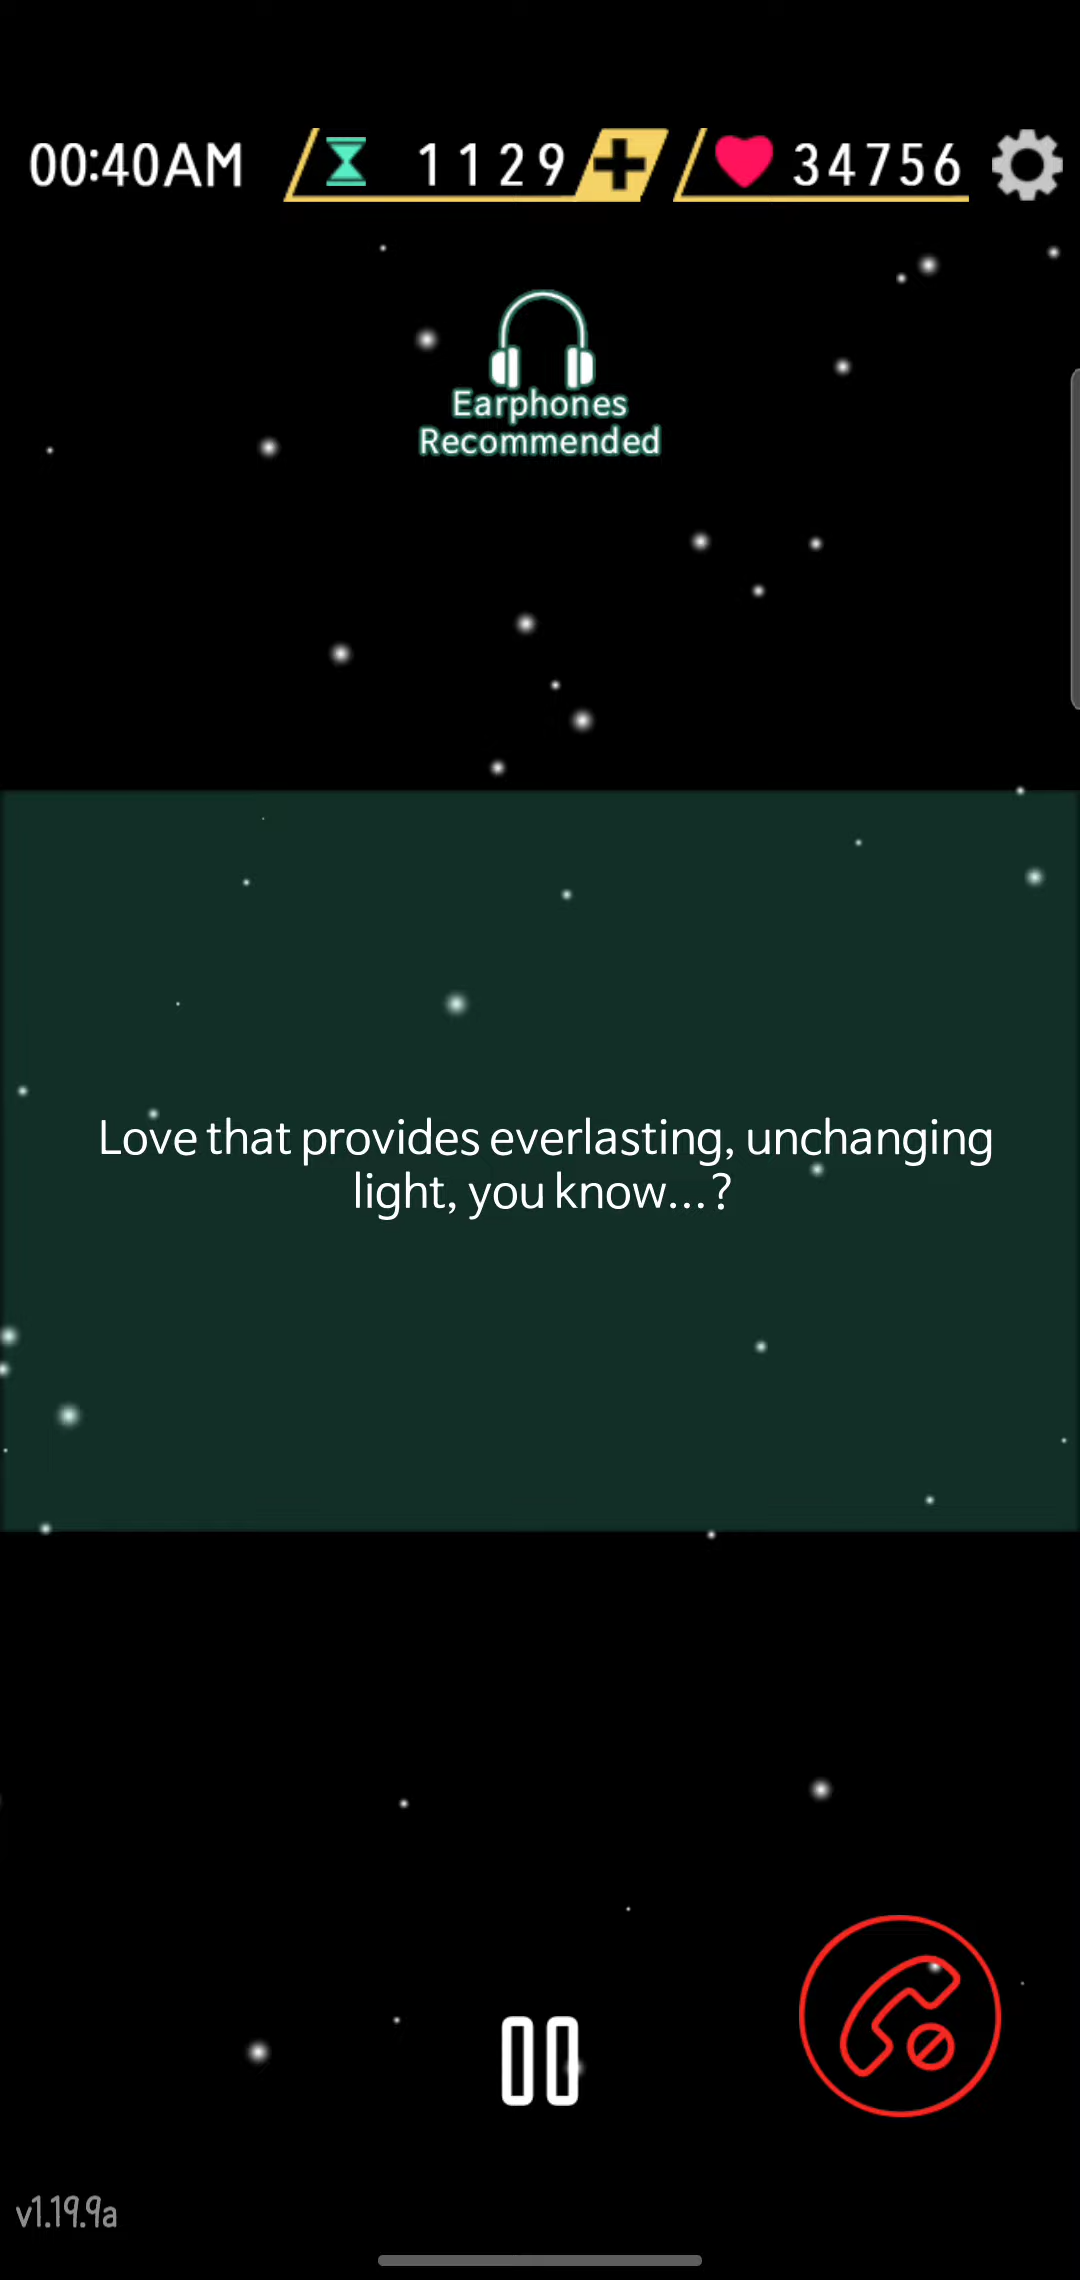 00:40AM 1129 34756
Earphones
Recommended
Love that provides everlasting, unchanging
light, you know...?
v1.19.9a